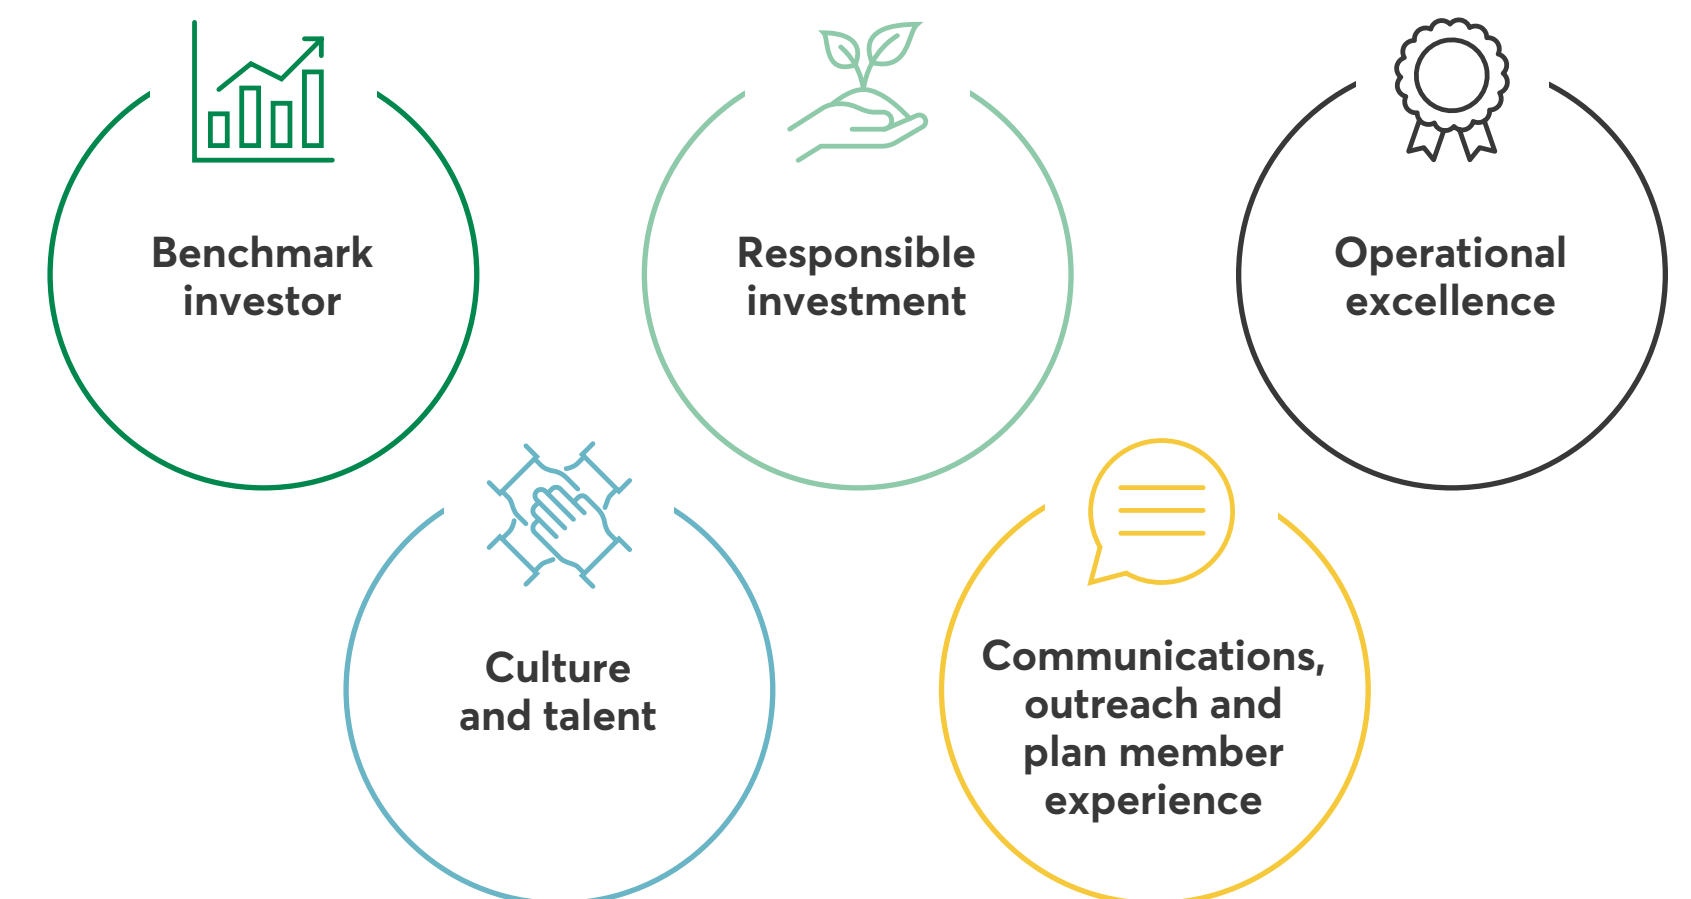 Benchmark
investor
Responsible
investment
Operational
excellence
Culture
and talent
Communications,
outreach and
plan member
experience